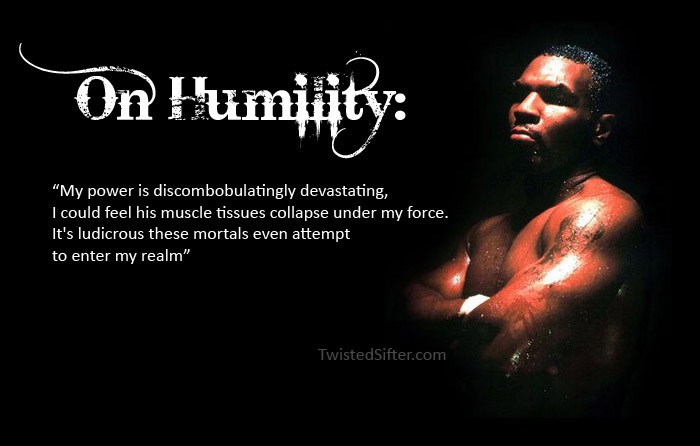 On Humility:
“My power is discombobulatingly devastating,
I could feel his muscle tissues collapse under my force.
It's ludicrous these mortals even attempt
to enter my realm”
TwistedSifter.com